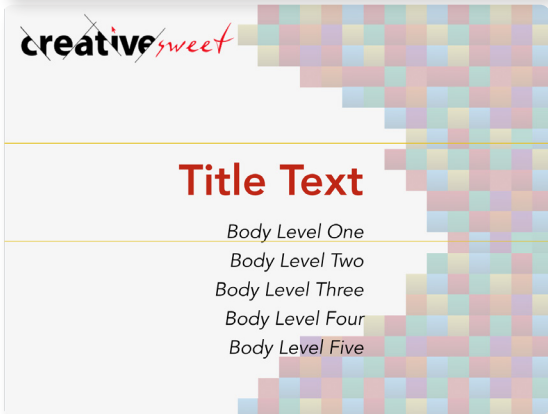 creativesweet
Title Text
Body Level One
Body Level Two
Body Level Three
Body Level Four
Body Level Five